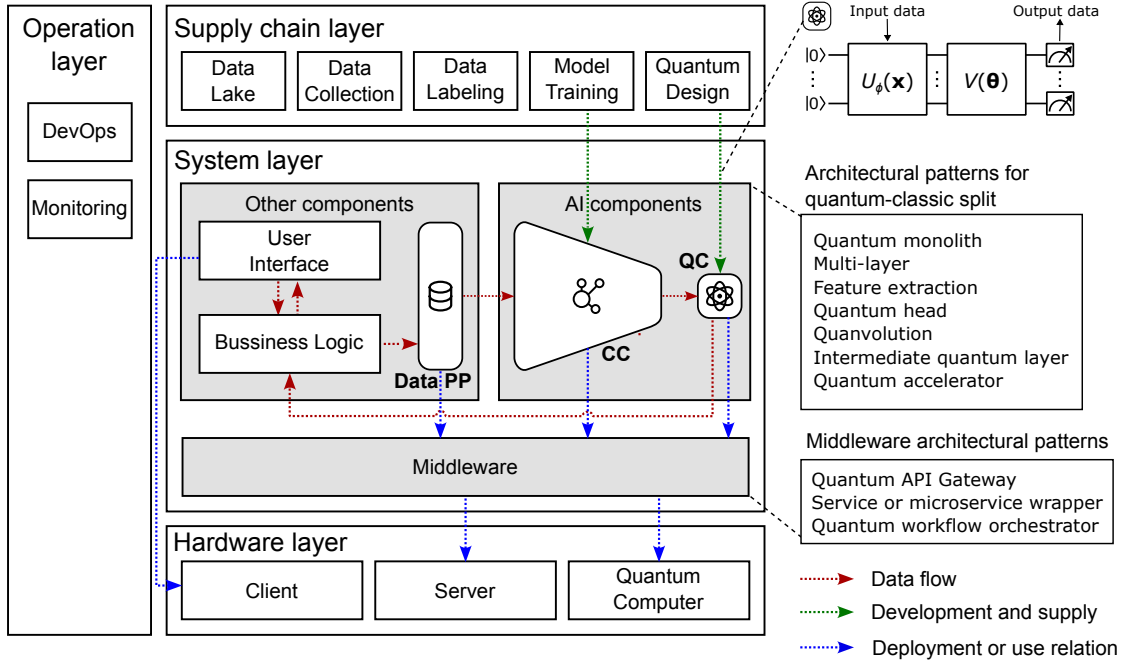 Operation
layer
DevOps
Monitoring
Supply chain layer
Data
Lake
Data
Collection
Data
Labeling
Model
Training
Quantum
Design
System layer
Other components
User
Interface
Bussiness Logic
Data PP
AI components
CC
QC
Middleware
Hardware layer
Client
Server
Quantum
Computer
Input data
Output data
|0⟩
|0⟩
U_ϕ(x)
V(θ)
Architectural patterns for
quantum-classic split
Quantum monolith
Multi-layer
Feature extraction
Quantum head
Quanvolution
Intermediate quantum layer
Quantum accelerator
Middleware architectural patterns
Quantum API Gateway
Service or microservice wrapper
Quantum workflow orchestrator
Data flow
Development and supply
Deployment or use relation